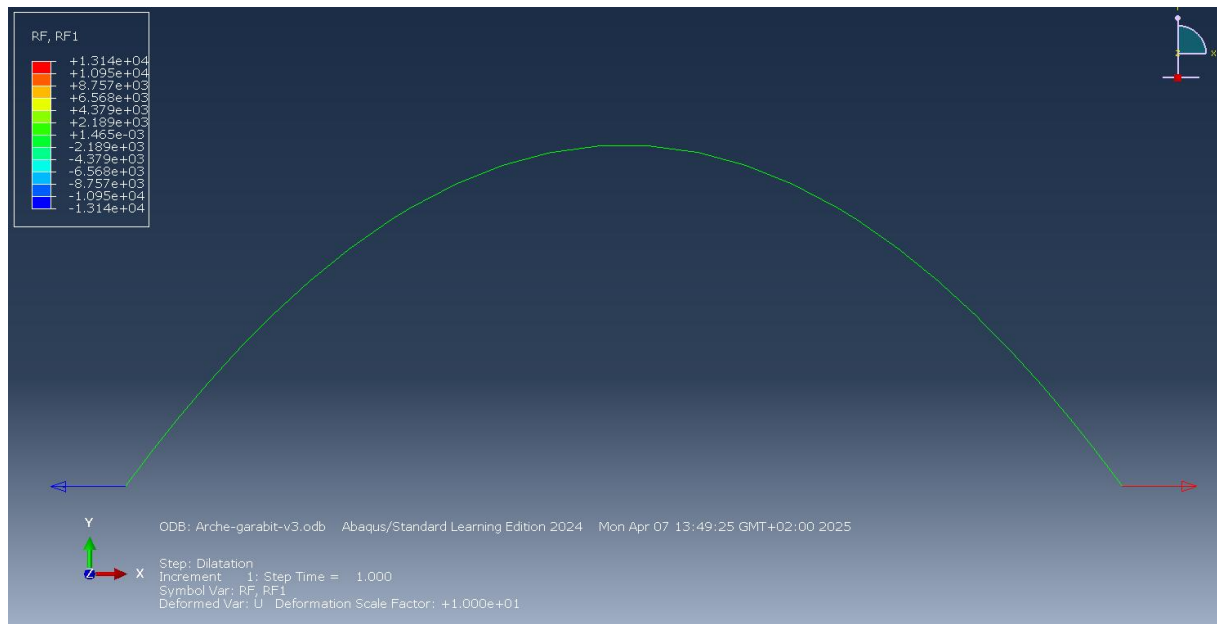 RF, RF1
+1.314e+04
+1.095e+04
+8.757e+03
+6.568e+03
+4.379e+03
+2.189e+03
+1.465e-03
-2.189e+03
-4.379e+03
-6.568e+03
-8.757e+03
-1.095e+04
-1.314e+04
Y
X
Z
Y
X
Z
ODB: Arche-garabit-v3.odb Abaqus/Standard Learning Edition 2024 Mon Apr 07 13:49:25 GMT+02:00 2025
Step: Dilatation
Increment 1: Step Time = 1.000
Symbol Var: RF, RF1
Deformed Var: U Deformation Scale Factor: +1.000e+01